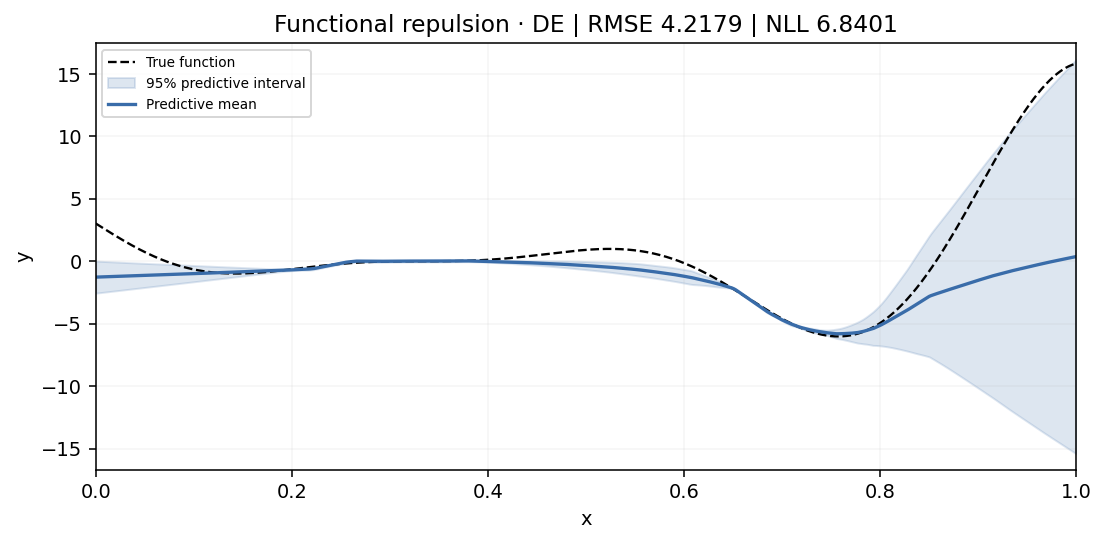 Functional repulsion · DE | RMSE 4.2179 | NLL 6.8401
True function
95% predictive interval
Predictive mean
15
10
5
0
−5
−10
−15
y
0.0 0.2 0.4 0.6 0.8 1.0
x